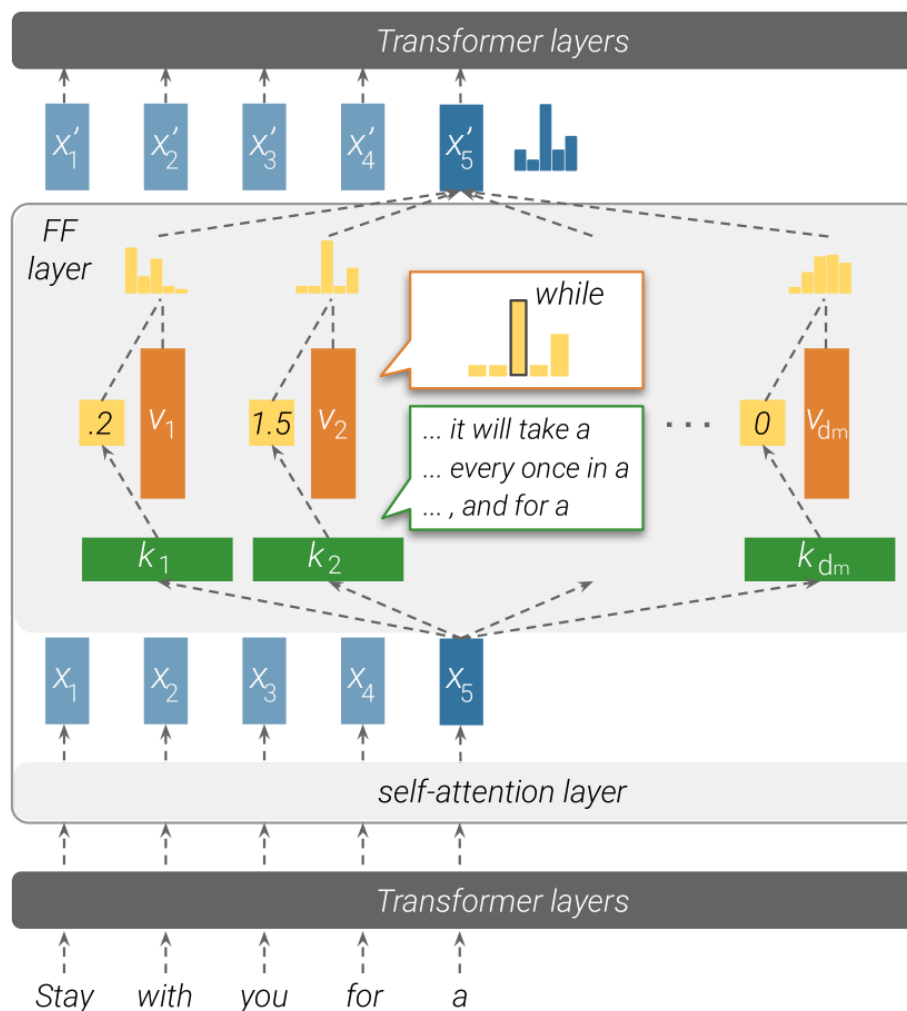 Transformer layers
x′1 x′2 x′3 x′4 x′5
FF
layer
while
.2 v1 1.5 v2 ... 0 vdm
... it will take a
... every once in a
... , and for a
k1 k2 kdm
x1 x2 x3 x4 x5
self-attention layer
Transformer layers
Stay with you for a